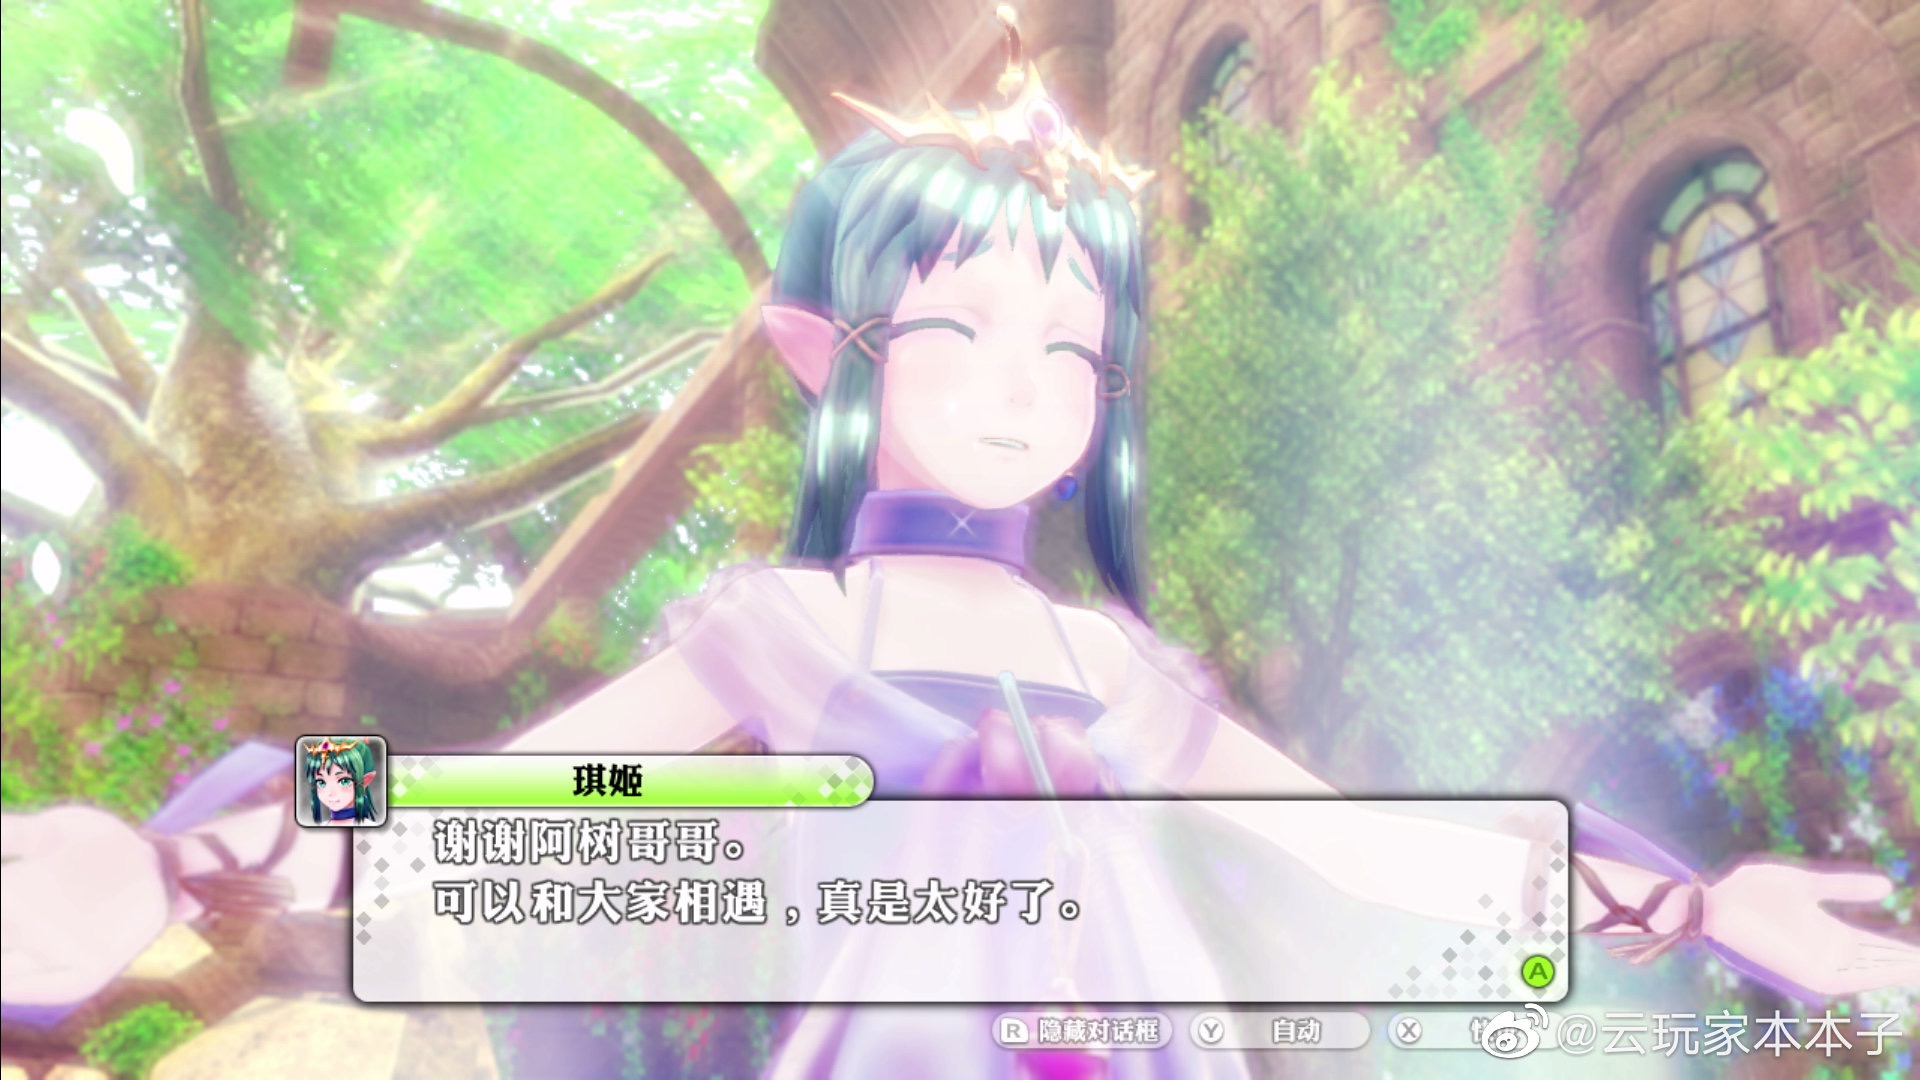 琪姬
谢谢阿树哥哥。
可以和大家相遇，真是太好了。
A
R 隐藏对话框 Y 自动 X
@云玩家本本子